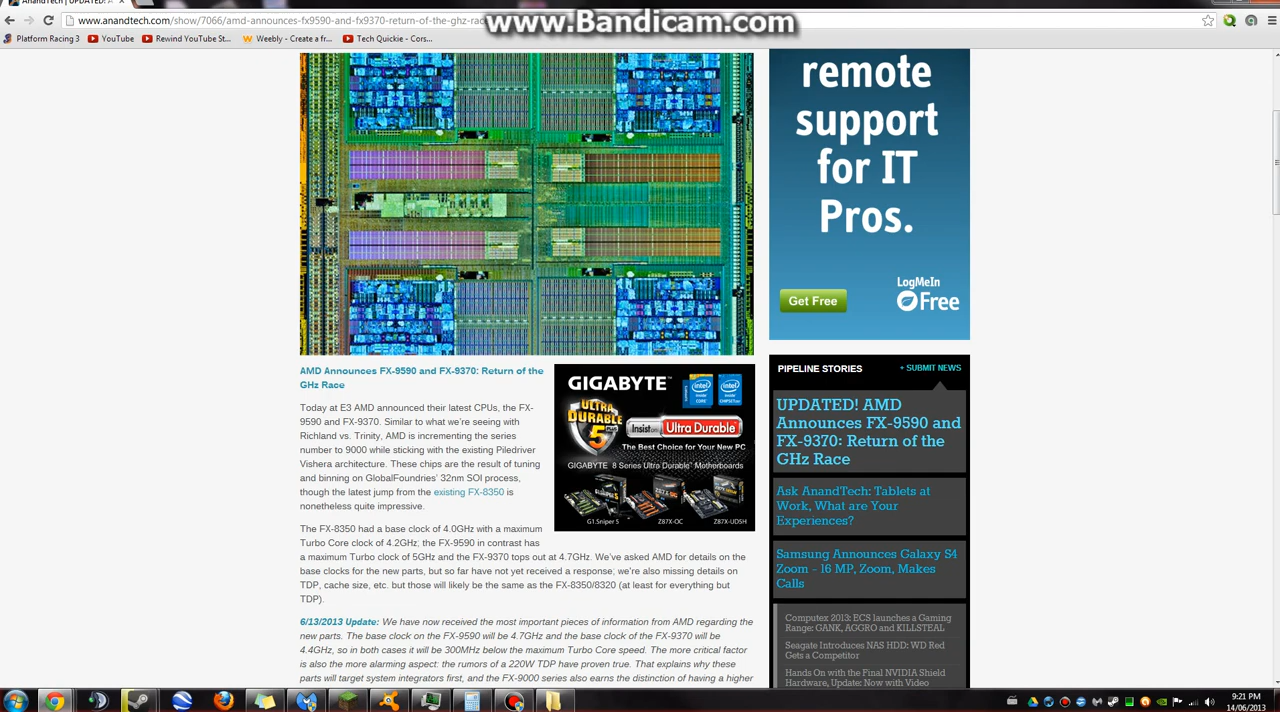 AnandTech | UPDATED! A
www.Bandicam.com
www.anandtech.com/show/7066/amd-announces-fx9590-and-fx9370-return-of-the-ghz-rac
Platform Racing 3
YouTube
Rewind YouTube St...
Weebly - Create a fr...
Tech Quickie - Cors...
remote
support
for IT
Pros.
LogMeIn
Free
Get Free
AMD Announces FX-9590 and FX-9370: Return of the
GHz Race
Today at E3 AMD announced their latest CPUs, the FX-
9590 and FX-9370. Similar to what we're seeing with
Richland vs. Trinity, AMD is incrementing the series
number to 9000 while sticking with the existing Piledriver
Vishera architecture. These chips are the result of tuning
and binning on GlobalFoundries' 32nm SOI process,
though the latest jump from the existing FX-8350 is
nonetheless quite impressive.
The FX-8350 had a base clock of 4.0GHz with a maximum
Turbo Core clock of 4.2GHz; the FX-9590 in contrast has
a maximum Turbo clock of 5GHz and the FX-9370 tops out at 4.7GHz. We've asked AMD for details on the
base clocks for the new parts, but so far have not yet received a response; we're also missing details on
TDP, cache size, etc. but those will likely be the same as the FX-8350/8320 (at least for everything but
TDP).
6/13/2013 Update: We have now received the most important pieces of information from AMD regarding the
new parts. The base clock on the FX-9590 will be 4.7GHz and the base clock of the FX-9370 will be
4.4GHz, so in both cases it will be 300MHz below the maximum Turbo Core speed. The more critical factor
is also the more alarming aspect: the rumors of a 220W TDP have proven true. That explains why these
parts will target system integrators first, and the FX-9000 series also earns the distinction of having a higher
GIGABYTE™
ULTRA
DURABLE
5
PLUS
Insist on Ultra Durable™
The Best Choice for Your New PC
GIGABYTE™ 8 Series Ultra Durable™ Motherboards
G1.Sniper 5
Z87X-OC
Z87X-UD5H
PIPELINE STORIES
+ SUBMIT NEWS
UPDATED! AMD
Announces FX-9590 and
FX-9370: Return of the
GHz Race
Ask AnandTech: Tablets at
Work, What are Your
Experiences?
Samsung Announces Galaxy S4
Zoom - 16 MP, Zoom, Makes
Calls
Computex 2013: ECS launches a Gaming
Range: GANK, AGGRO and KILLSTEAL
Seagate Introduces NAS HDD: WD Red
Gets a Competitor
Hands On with the Final NVIDIA Shield
Hardware, Update: Now with Video
9:21 PM
14/06/2013